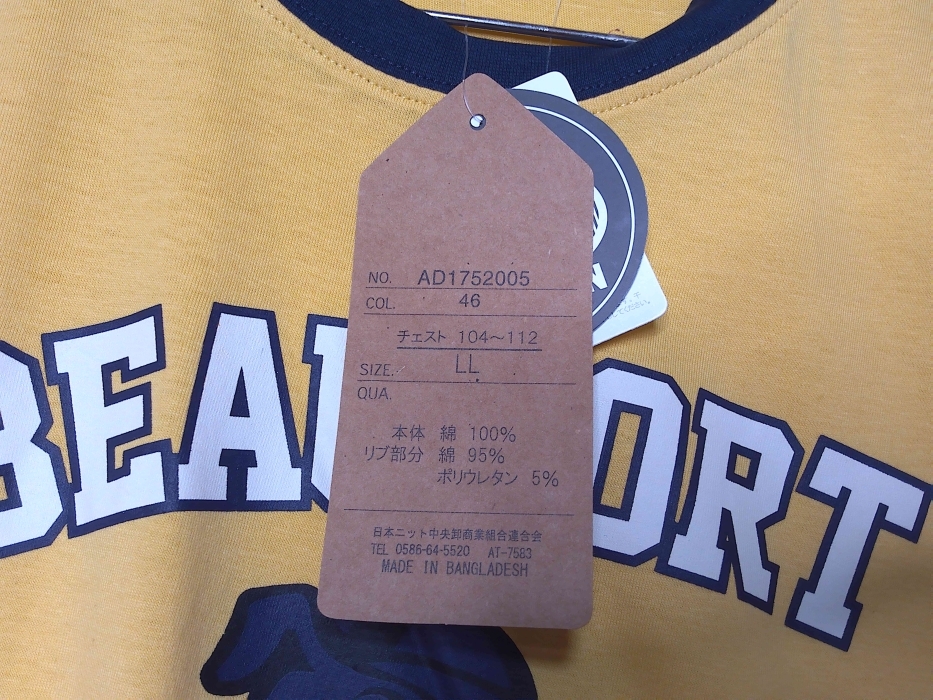 NO. AD1752005
COL. 46
チェスト 104～112
SIZE. LL
QUA.
本体 綿 100%
リブ部分 綿 95%
ポリウレタン 5%
日本ニット中央卸商業組合連合会
TEL 0586-64-5520 AT-7583
MADE IN BANGLADESH
BEAU ORT